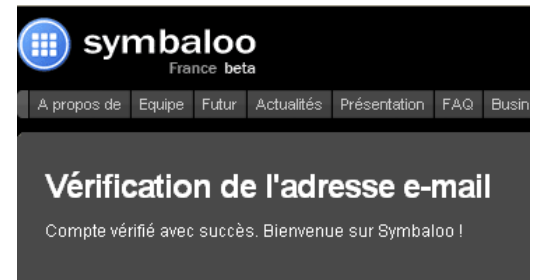 symbaloo
France beta
A propos de Equipe Futur Actualités Présentation FAQ Busin
Vérification de l'adresse e-mail
Compte vérifié avec succès. Bienvenue sur Symbaloo !